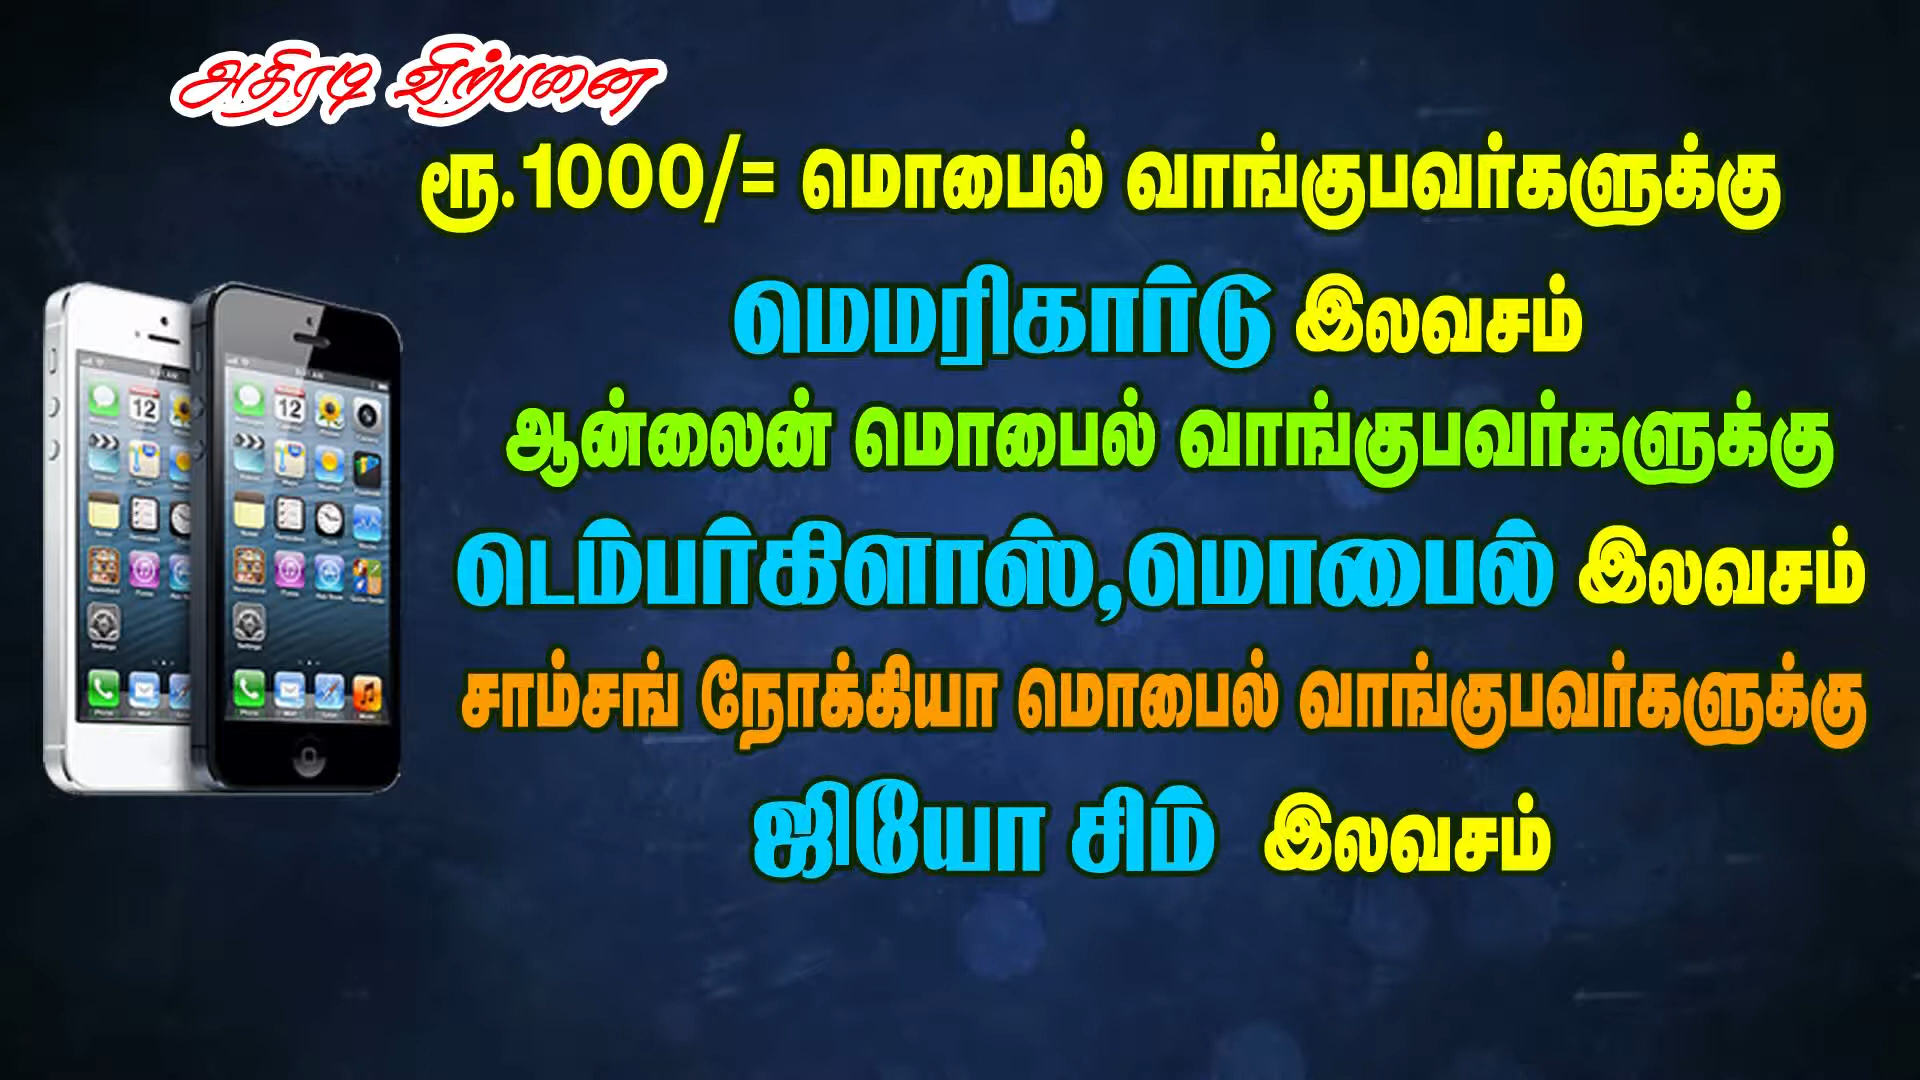 அதிரடி விற்பனை
ரூ.1000/= மொபைல் வாங்குபவர்களுக்கு
மெமரிகார்டு இலவசம்
ஆன்லைன் மொபைல் வாங்குபவர்களுக்கு
டெம்பர்கிளாஸ்,மொபைல் இலவசம்
சாம்சங் நோக்கியா மொபைல் வாங்குபவர்களுக்கு
ஜியோ சிம் இலவசம்